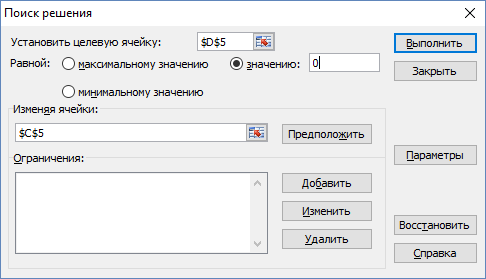 Поиск решения
Установить целевую ячейку: $D$5 Выполнить
Равной: максимальному значению значению: 0 Закрыть
минимальному значению
Изменяя ячейки:
$C$5 Предположить
Ограничения: Параметры
Добавить
Изменить
Восстановить
Удалить
Справка